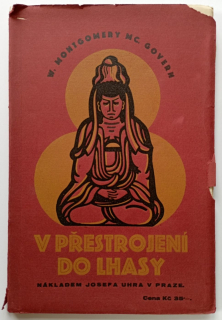 W. MONTGOMERY MC. GOVERN
V PŘESTROJENÍ
DO LHASY
NÁKLADEM JOSEFA UHRA V PRAZE.
Cena Kč 30·-.